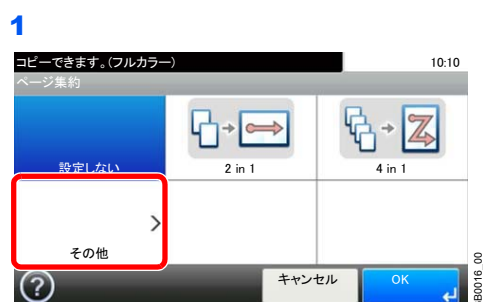 1
コピーできます。(フルカラー)
10:10
ページ集約
設定しない
2 in 1
4 in 1
その他
?
キャンセル
OK
B0016_00